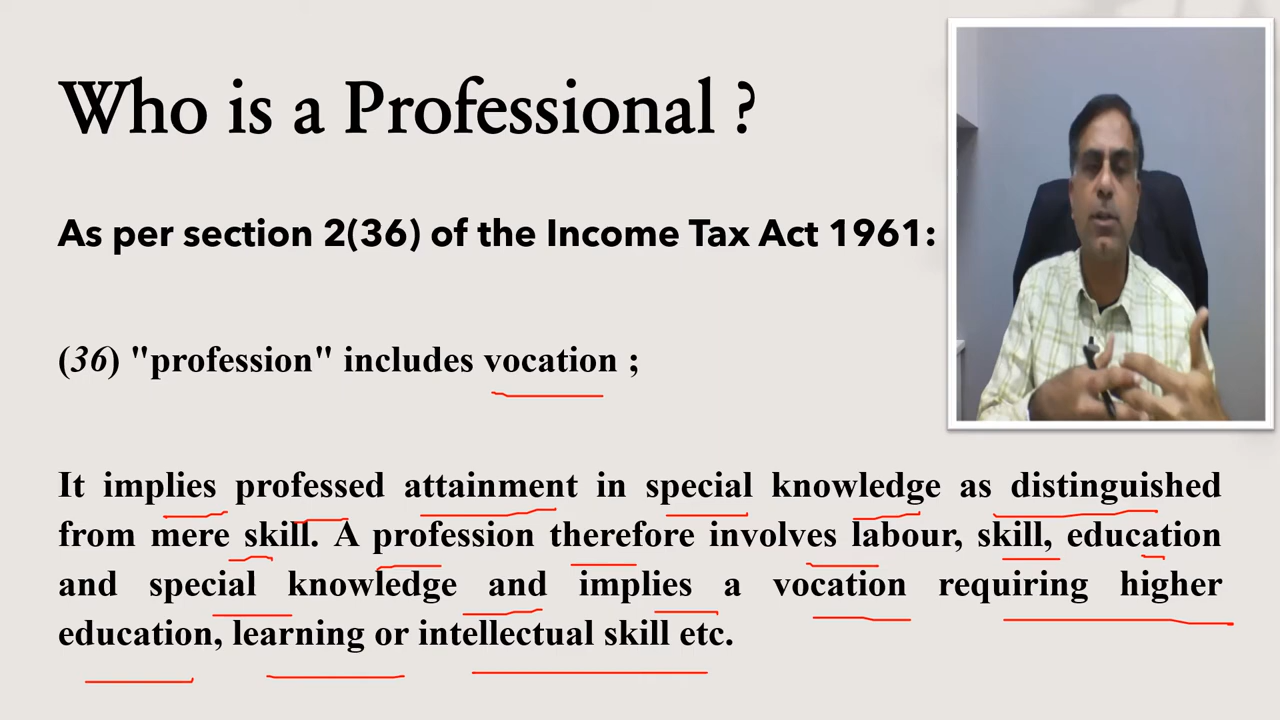 Who is a Professional ?
As per section 2(36) of the Income Tax Act 1961:
(36) "profession" includes vocation ;
It implies professed attainment in special knowledge as distinguished
from mere skill. A profession therefore involves labour, skill, education
and special knowledge and implies a vocation requiring higher
education, learning or intellectual skill etc.